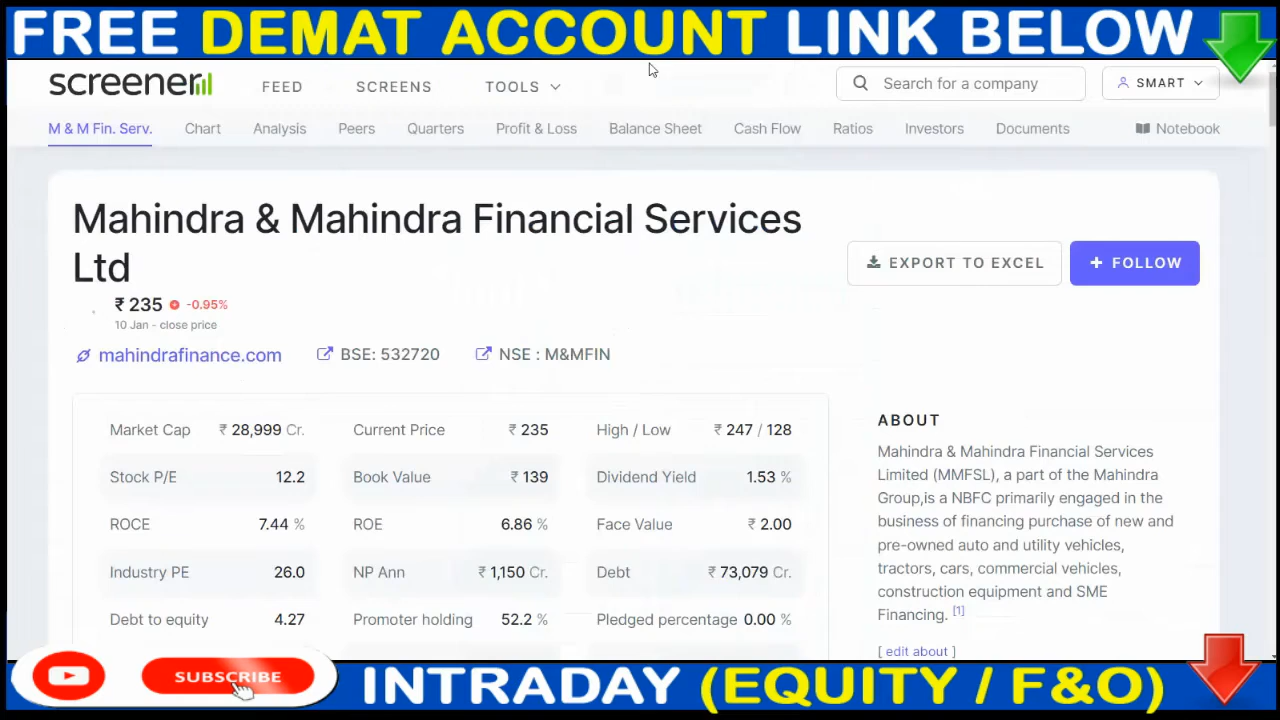 FREE DEMAT ACCOUNT LINK BELOW
screener FEED SCREENS TOOLS Search for a company SMART
M & M Fin. Serv. Chart Analysis Peers Quarters Profit & Loss Balance Sheet Cash Flow Ratios Investors Documents Notebook
Mahindra & Mahindra Financial Services
Ltd
EXPORT TO EXCEL + FOLLOW
₹ 235 -0.95%
10 Jan - close price
mahindrafinance.com BSE: 532720 NSE : M&MFIN
Market Cap ₹ 28,999 Cr. Current Price ₹ 235 High / Low ₹ 247 / 128
Stock P/E 12.2 Book Value ₹ 139 Dividend Yield 1.53 %
ROCE 7.44 % ROE 6.86 % Face Value ₹ 2.00
Industry PE 26.0 NP Ann ₹ 1,150 Cr. Debt ₹ 73,079 Cr.
Debt to equity 4.27 Promoter holding 52.2 % Pledged percentage 0.00 %
ABOUT
Mahindra & Mahindra Financial Services
Limited (MMFSL), a part of the Mahindra
Group,is a NBFC primarily engaged in the
business of financing purchase of new and
pre-owned auto and utility vehicles,
tractors, cars, commercial vehicles,
construction equipment and SME
Financing. [1]
[ edit about ]
SUBSCRIBE
INTRADAY (EQUITY / F&O)